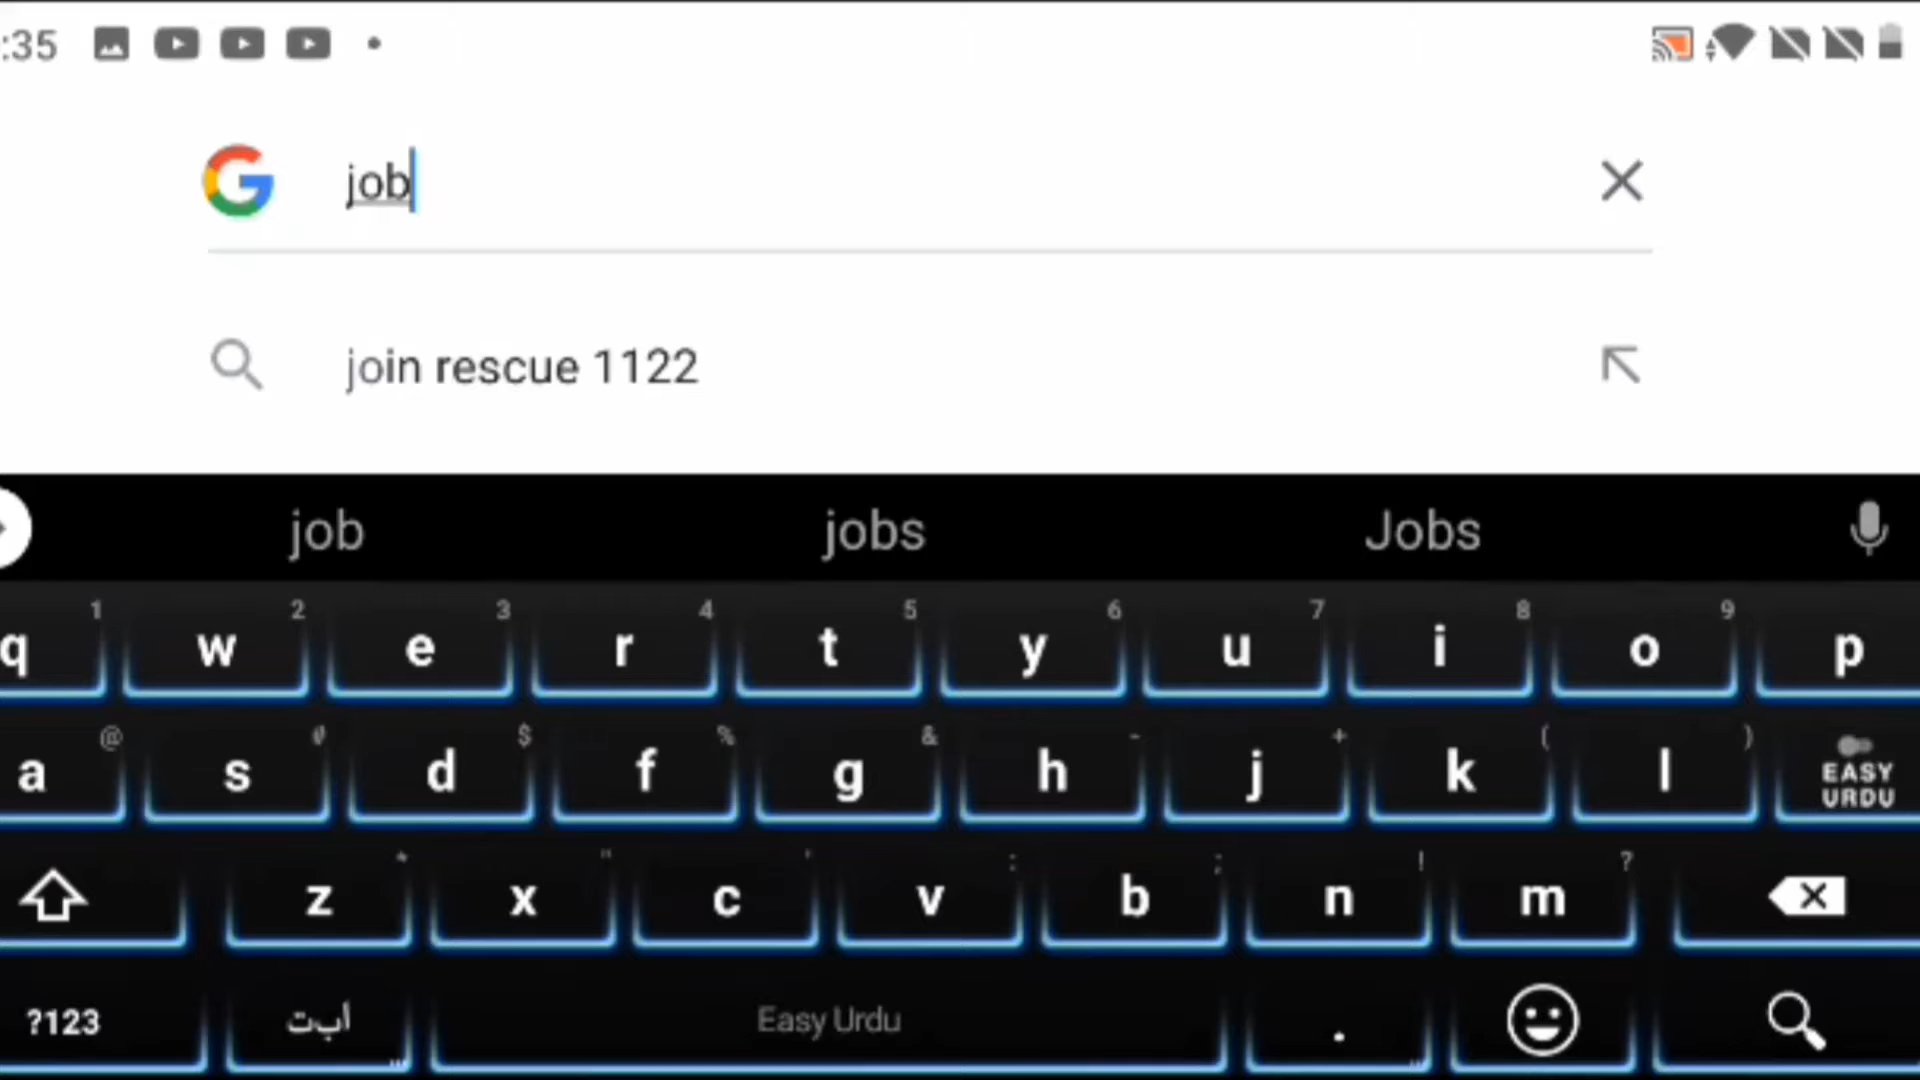 :35
job
join rescue 1122
job jobs Jobs
1 2 3 4 5 6 7 8 9
q w e r t y u i o p
@ $ % & - + ( )
a s d f g h j k l EASY URDU
* " ' : ; ! ?
z x c v b n m
?123 ابت Easy Urdu .